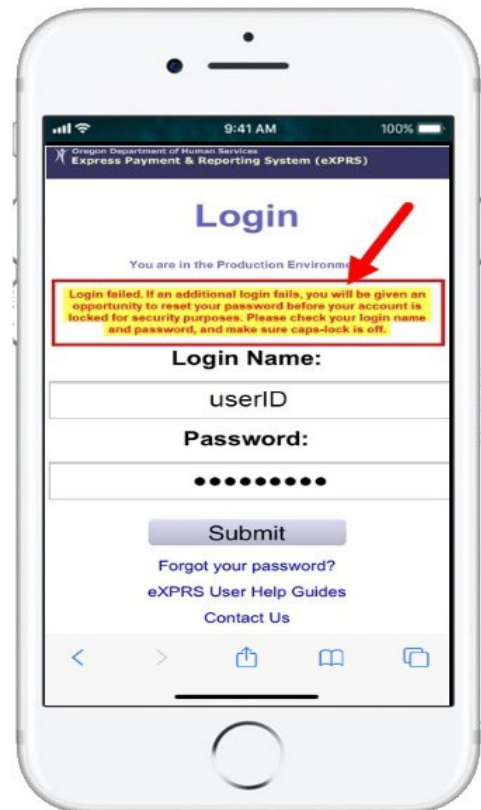 9:41 AM
100%
Oregon Department of Human Services
Express Payment & Reporting System (eXPRS)
Login
You are in the Production
Login failed. If an additional login fails, you will be given an
opportunity to reset your password before your account is
locked for security purposes. Please check your login name
and password, and make sure caps-lock is off.
Login Name:
userID
Password:
Submit
Forgot your password?
eXPRS User Help Guides
Contact Us